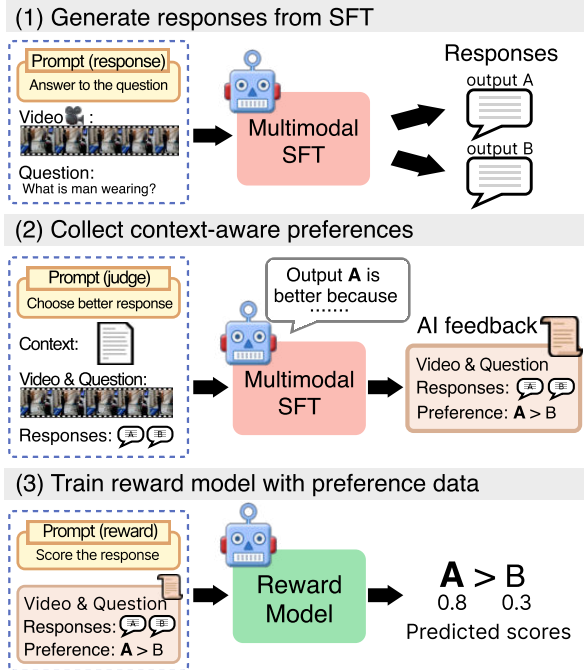 (1) Generate responses from SFT
Prompt (response)
Answer to the question
Video :
Question:
What is man wearing?
Multimodal
SFT
Responses
output A
output B
(2) Collect context-aware preferences
Prompt (judge)
Choose better response
Context:
Video & Question:
Responses: A B
Output A is
better because
.......
Multimodal
SFT
AI feedback
Video & Question
Responses: A B
Preference: A > B
(3) Train reward model with preference data
Prompt (reward)
Score the response
Video & Question
Responses: A B
Preference: A > B
Reward
Model
A > B
0.8 0.3
Predicted scores